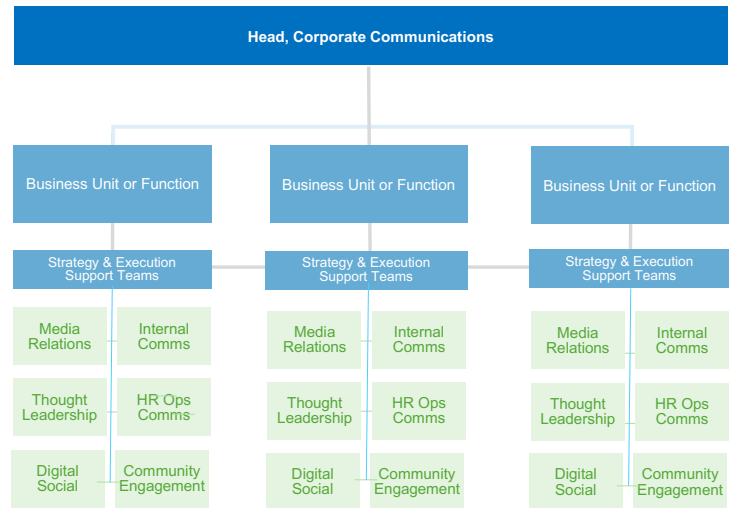 Head, Corporate Communications
Business Unit or Function
Business Unit or Function
Business Unit or Function
Strategy & Execution
Support Teams
Strategy & Execution
Support Teams
Strategy & Execution
Support Teams
Media
Relations
Internal
Comms
Thought
Leadership
HR Ops
Comms
Digital
Social
Community
Engagement
Media
Relations
Internal
Comms
Thought
Leadership
HR Ops
Comms
Digital
Social
Community
Engagement
Media
Relations
Internal
Comms
Thought
Leadership
HR Ops
Comms
Digital
Social
Community
Engagement